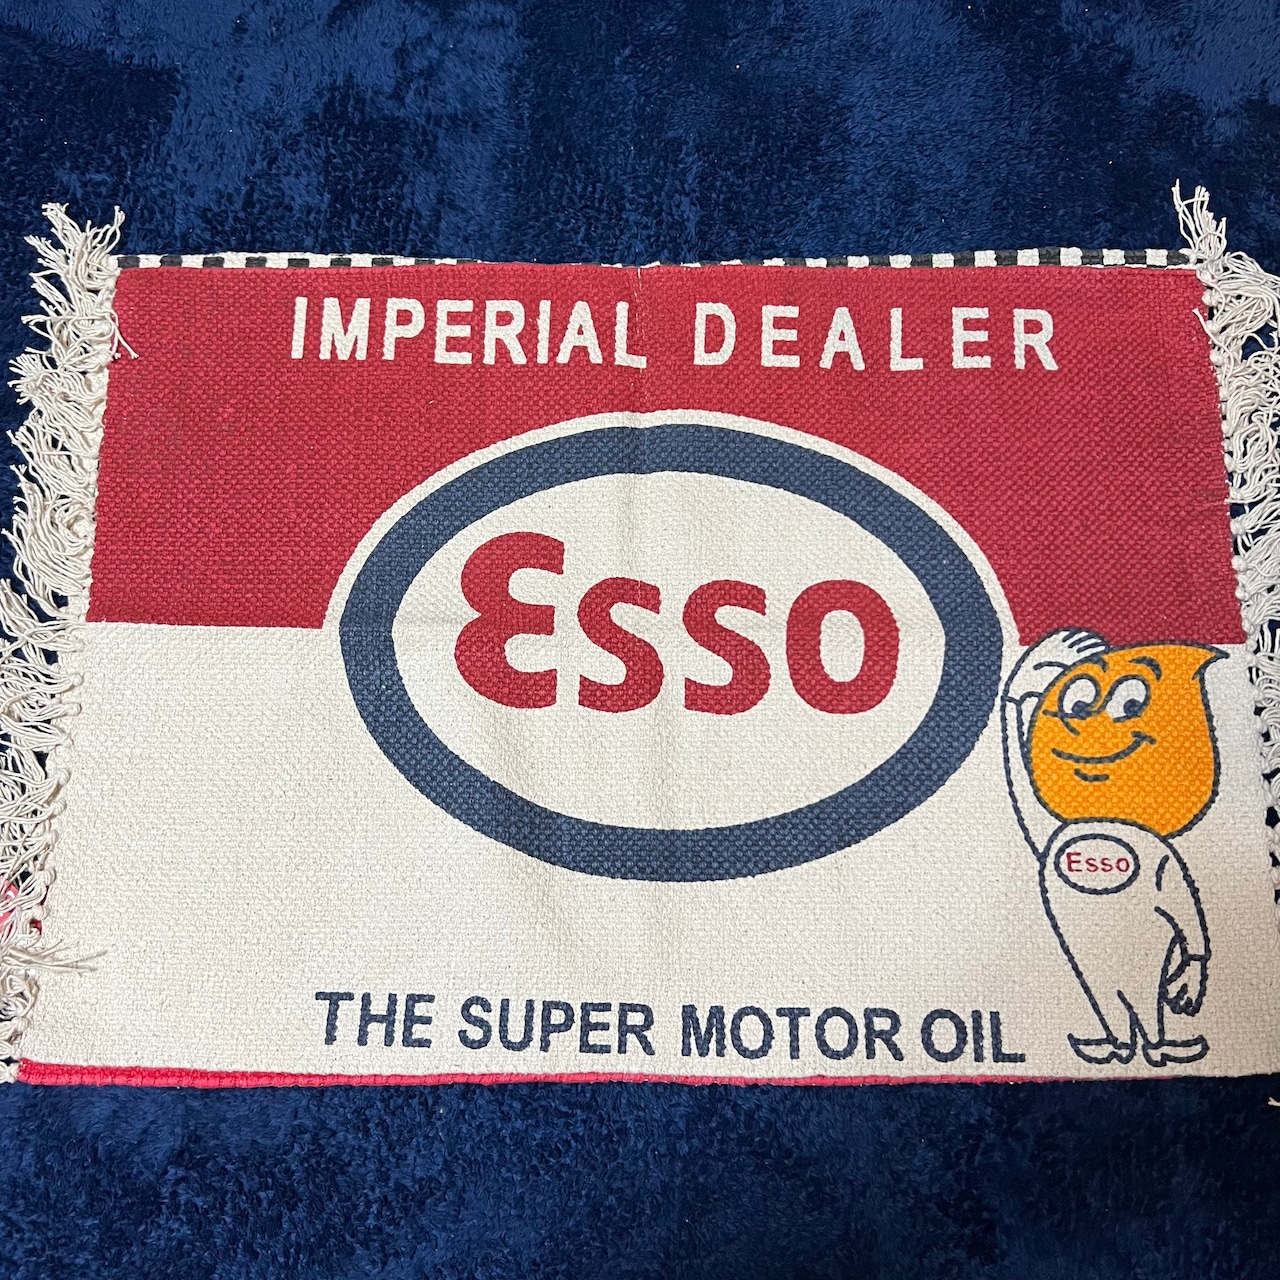 IMPERIAL DEALER
Esso
Esso
THE SUPER MOTOR OIL